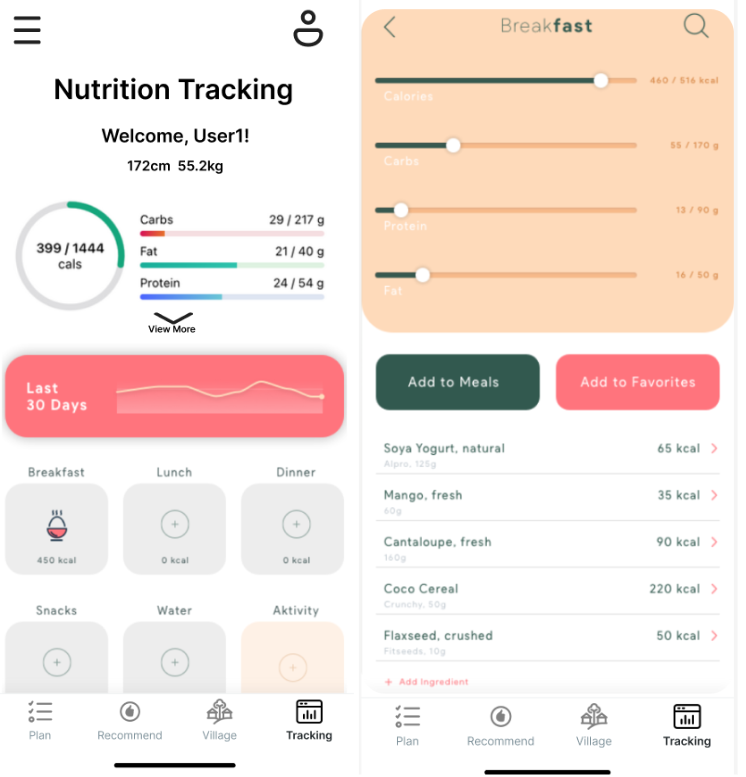 Nutrition Tracking
Welcome, User1!
172cm 55.2kg
399 / 1444
cals
Carbs 29 / 217 g
Fat 21 / 40 g
Protein 24 / 54 g
View More
Last
30 Days
Breakfast Lunch Dinner
450 kcal 0 kcal 0 kcal
Snacks Water Aktivity
Plan Recommend Village Tracking
Breakfast
460 / 516 kcal
Calories
55 / 170 g
Carbs
13 / 90 g
Protein
16 / 50 g
Fat
Add to Meals Add to Favorites
Soya Yogurt, natural 65 kcal
Alpro, 125g
Mango, fresh 35 kcal
60g
Cantaloupe, fresh 90 kcal
160g
Coco Cereal 220 kcal
Crunchy, 50g
Flaxseed, crushed 50 kcal
Fitseeds, 10g
+ Add Ingredient
Plan Recommend Village Tracking